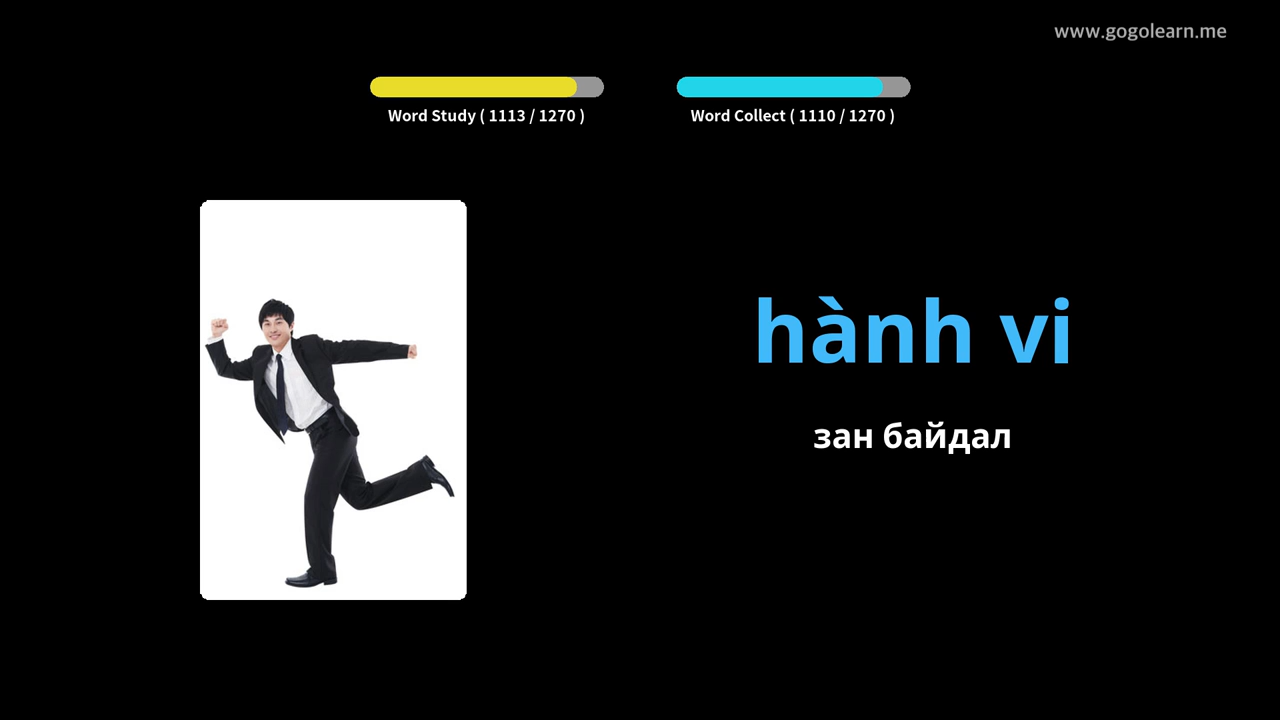 www.gogolearn.me
Word Study ( 1113 / 1270 )
Word Collect ( 1110 / 1270 )
hành vi
зан байдал